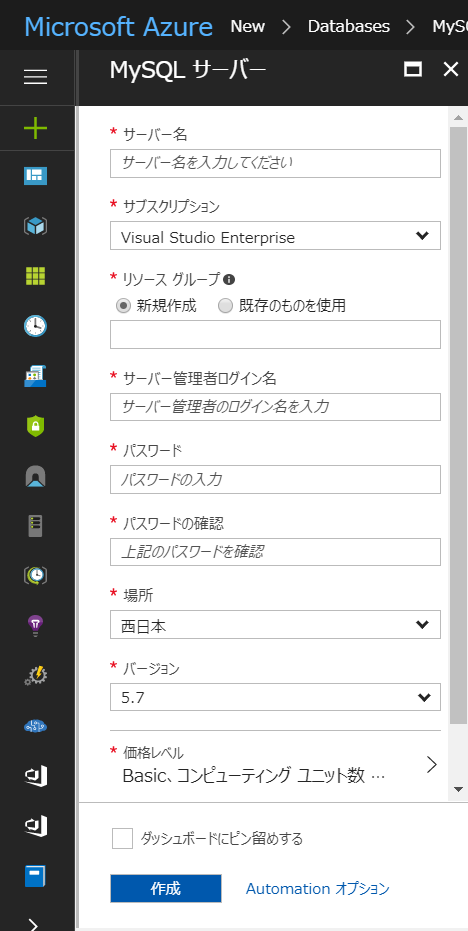 Microsoft Azure New > Databases > MyS
MySQL サーバー
* サーバー名
サーバー名を入力してください
* サブスクリプション
Visual Studio Enterprise
* リソース グループ
新規作成 既存のものを使用
* サーバー管理者ログイン名
サーバー管理者のログイン名を入力
* パスワード
パスワードの入力
* パスワードの確認
上記のパスワードを確認
* 場所
西日本
* バージョン
5.7
* 価格レベル
Basic、コンピューティング ユニット数 ...
ダッシュボードにピン留めする
作成 Automation オプション